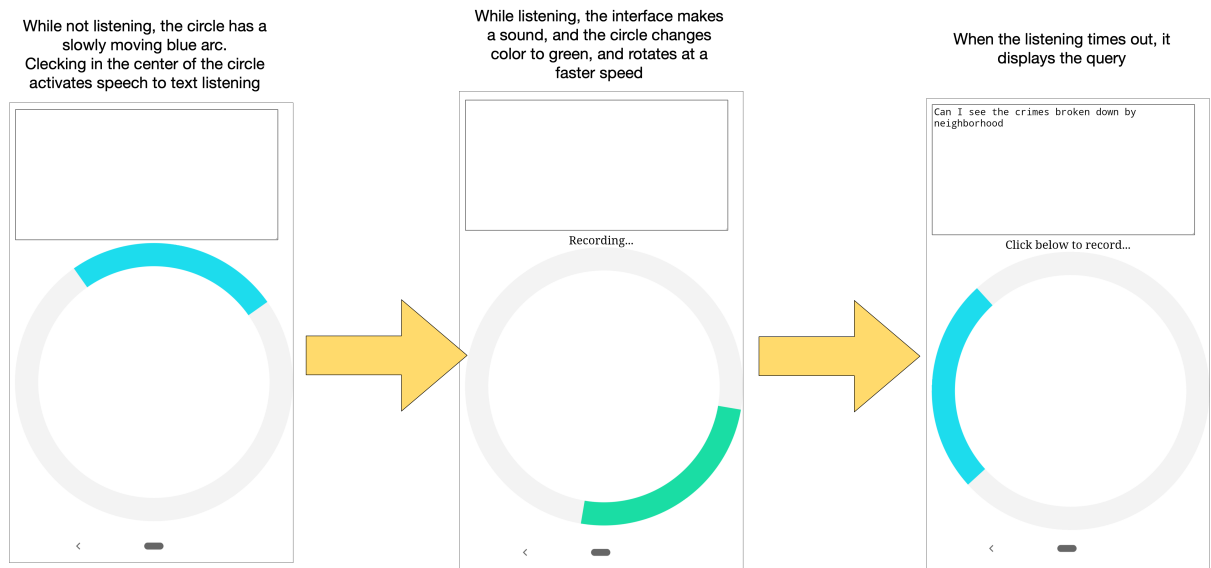 While not listening, the circle has a
slowly moving blue arc.
Clecking in the center of the circle
activates speech to text listening
While listening, the interface makes
a sound, and the circle changes
color to green, and rotates at a
faster speed
Recording...
When the listening times out, it
displays the query
Can I see the crimes broken down by
neighborhood
Click below to record...